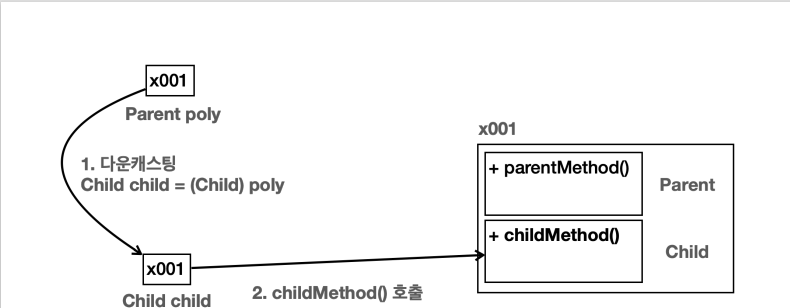 x001
Parent poly
1. 다운캐스팅
Child child = (Child) poly
x001
Child child
2. childMethod() 호출
x001
+ parentMethod()
Parent
+ childMethod()
Child